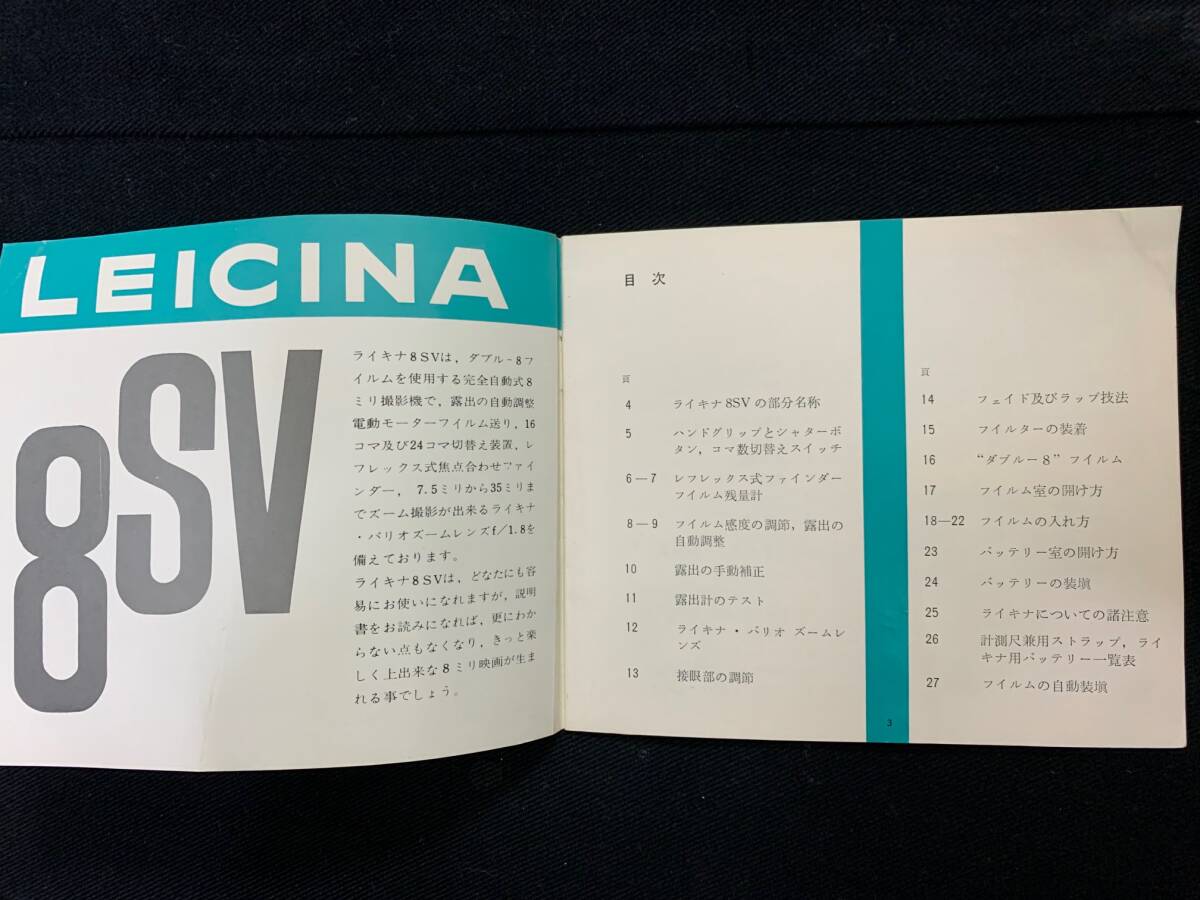 LEICINA
8SV
ライキナ8SVは，ダブル-8フ
イルムを使用する完全自動式8
ミリ撮影機で，露出の自動調整
電動モーターフイルム送り，16
コマ及び24コマ切替え装置，レ
フレックス式焦点合わせファイ
ンダー，7.5ミリから35ミリま
でズーム撮影が出来るライキナ
・バリオズームレンズf/1.8を
備えております。
ライキナ8SVは，どなたにも容
易にお使いになれますが，説明
書をお読みになれば，更にわか
らない点もなくなり，きっと楽
しく上出来な8ミリ映画が生ま
れる事でしょう。
目次
頁
4 ライキナ 8SV の部分名称
5 ハンドグリップとシャターボ
タン，コマ数切替えスイッチ
6－7 レフレックス式ファインダー
フイルム残量計
8－9 フイルム感度の調節，露出の
自動調整
10 露出の手動補正
11 露出計のテスト
12 ライキナ・バリオ ズームレ
ンズ
13 接眼部の調節
頁
14 フェイド及びラップ技法
15 フイルターの装着
16 “ダブルー8” フイルム
17 フイルム室の開け方
18－22 フイルムの入れ方
23 バッテリー室の開け方
24 バッテリーの装塡
25 ライキナについての諸注意
26 計測尺兼用ストラップ，ライ
キナ用バッテリー一覧表
27 フイルムの自動装塡
3